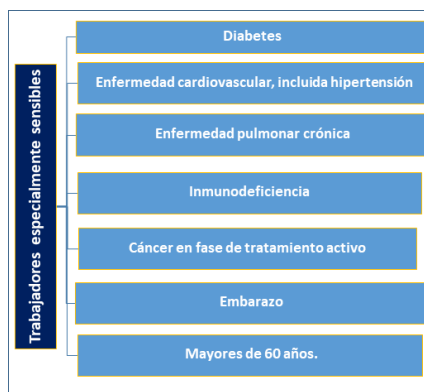 Trabajadores especialmente sensibles
Diabetes
Enfermedad cardiovascular, incluida hipertensión
Enfermedad pulmonar crónica
Inmunodeficiencia
Cáncer en fase de tratamiento activo
Embarazo
Mayores de 60 años.